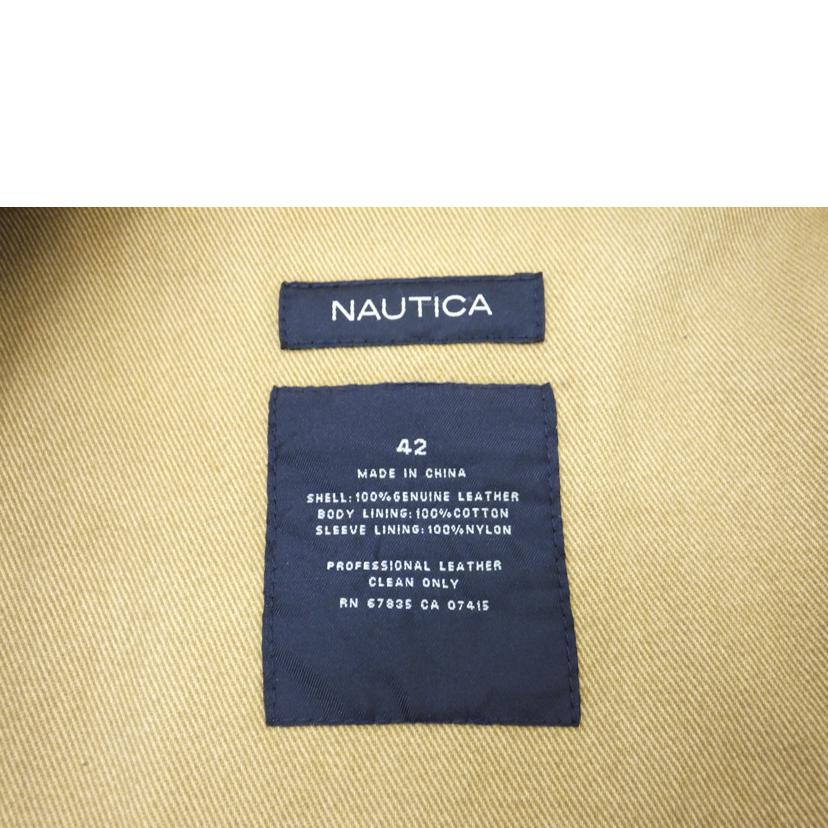 NAUTICA
42
MADE IN CHINA
SHELL: 100% GENUINE LEATHER
BODY LINING: 100% COTTON
SLEEVE LINING: 100% NYLON
PROFESSIONAL LEATHER
CLEAN ONLY
RN 67835 CA 07415